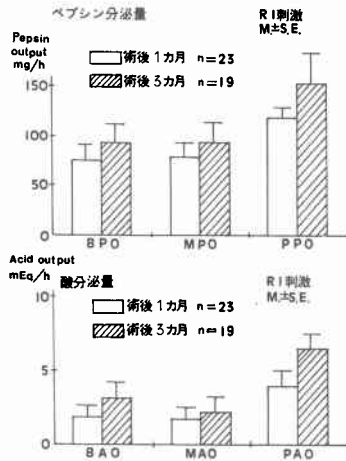 ペプシン分泌量
Pepsin output mg/h
RI刺激
M.±S.E.
術後1カ月 n=23
術後3カ月 n=19
150
100
50
0
BPO MPO PPO
Acid output mEq/h
酸分泌量
RI刺激
M.±S.E.
術後1カ月 n=23
術後3カ月 n=19
10
5
0
BAO MAO PAO